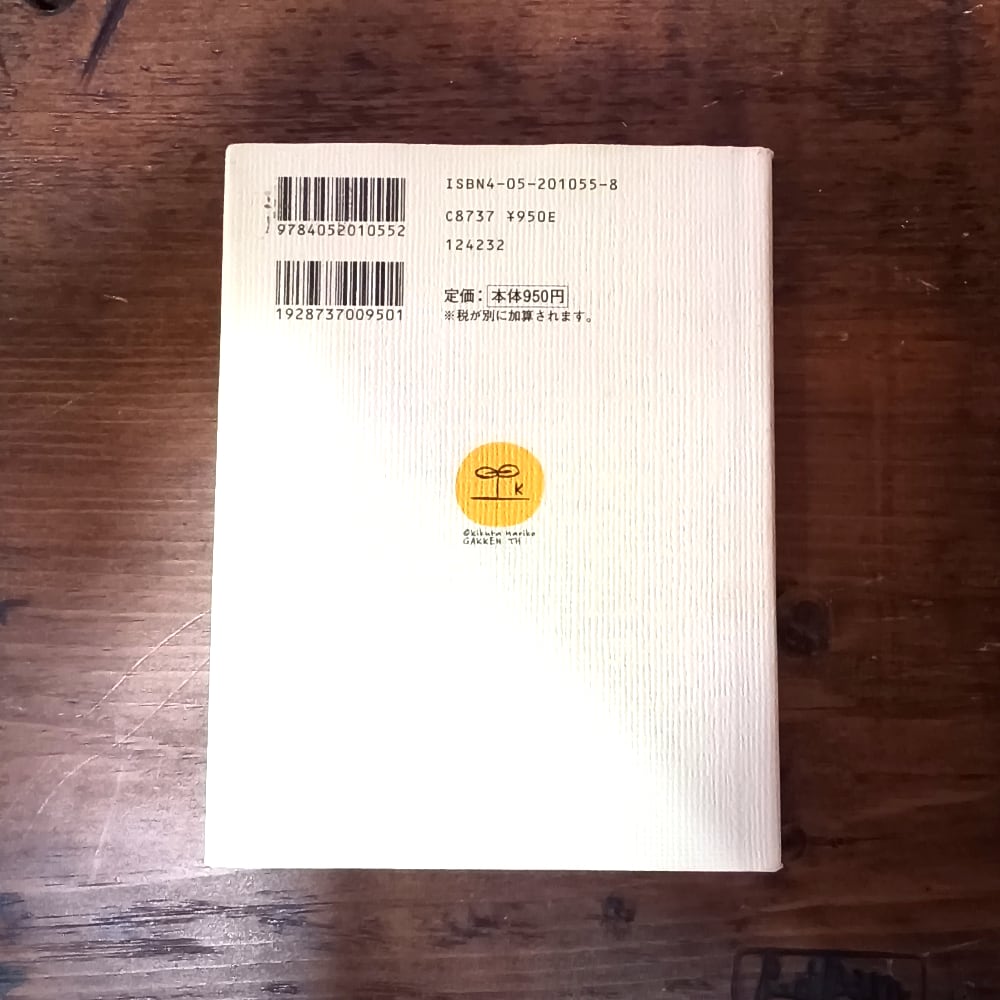 9784052010552
1928737009501
ISBN4-05-201055-8
C8737 ¥950E
124232
定価：本体950円
※税が別に加算されます。
K
©kikuta mariko
GAKKEN TH